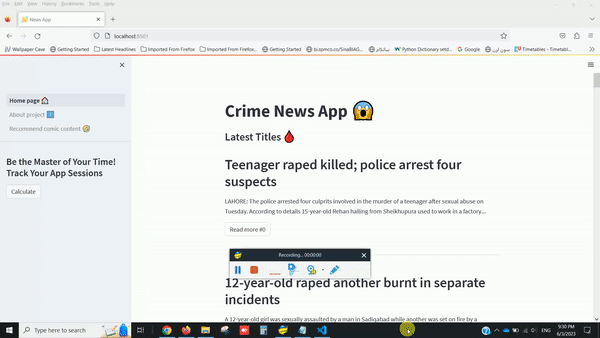 File Edit View History Bookmarks Tools Help
News App
localhost:8501
Wallpaper Cave Getting Started Latest Headlines Imported From Firefox Getting Started Imported From Firefox... Getting Started bi.apmco.cc/SinaBIAG... Python Dictionary setd... Google Timetables - Timetabl...
Home page
About project
Recommend comic content
Be the Master of Your Time!
Track Your App Sessions
Calculate
Crime News App
Latest Titles
Teenager raped killed; police arrest four
suspects
LAHORE: The police arrested four culprits involved in the murder of a teenager after sexual abuse on
Tuesday. According to details 15-year-old Rehan hailing from Sheikhupura used to work in a factory...
Read more #0
Recording... 00:00:00
12-year-old raped another burnt in separate
incidents
A 12-year-old girl was sexually assaulted by a man in Sadiqabad while another was set on fire by a
Type here to search
ENG
9:30 PM
6/3/2023